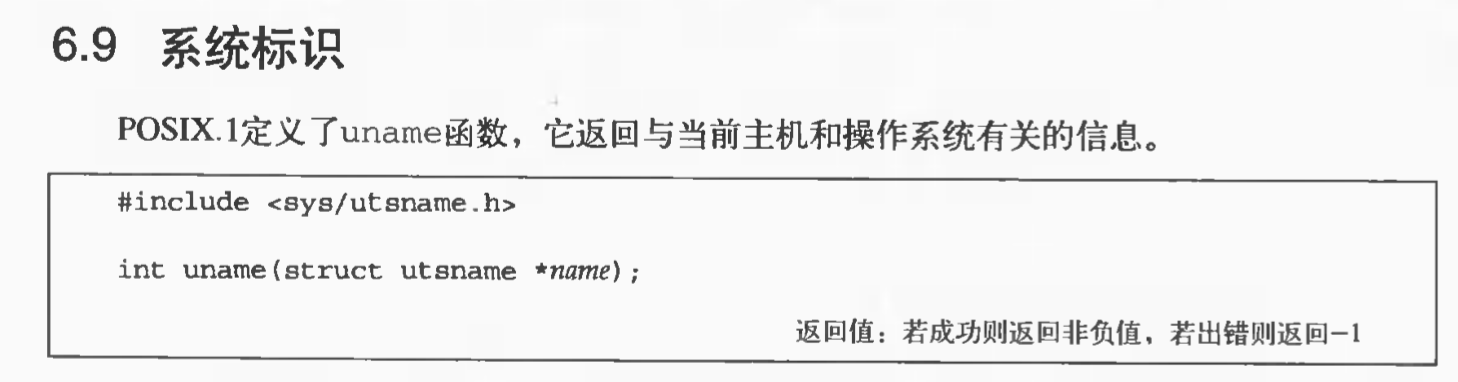 6.9 系统标识
POSIX.1定义了uname函数，它返回与当前主机和操作系统有关的信息。
#include <sys/utsname.h>
int uname(struct utsname *name);
返回值：若成功则返回非负值，若出错则返回−1